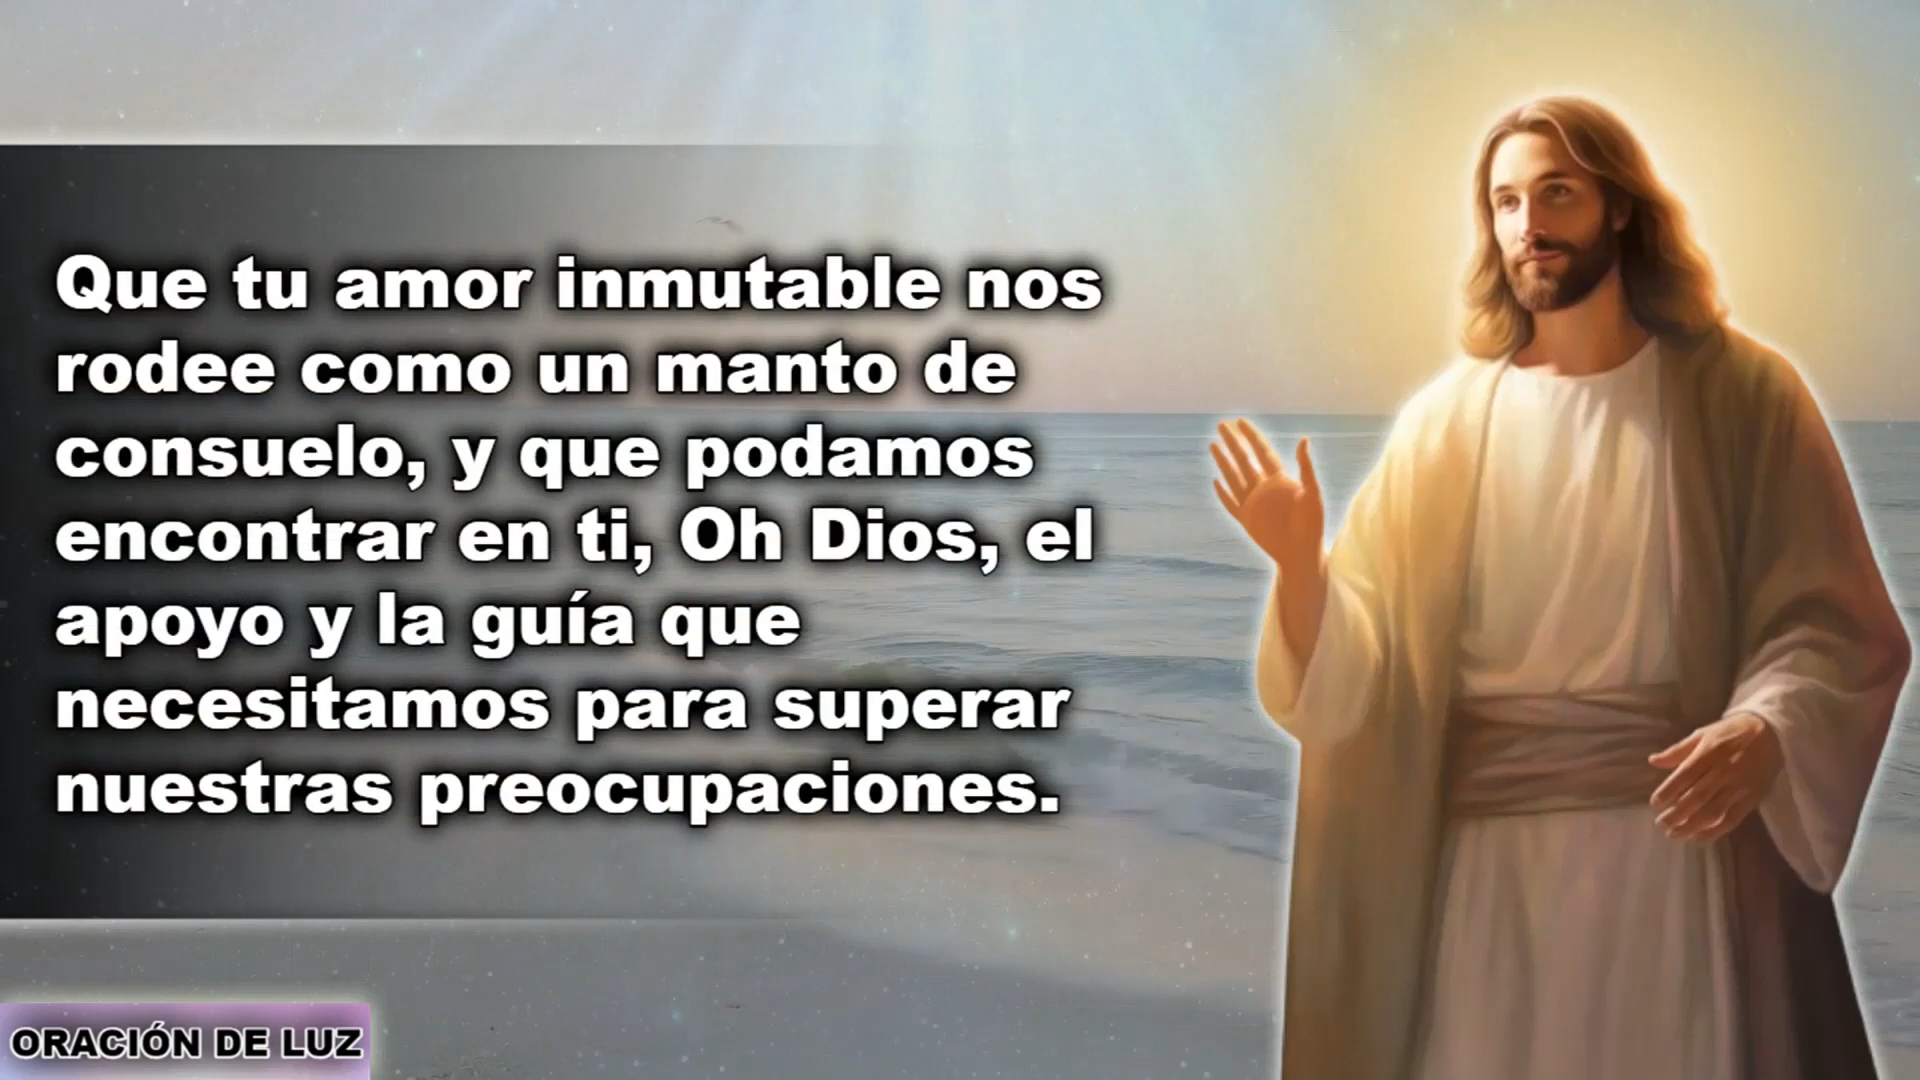 Que tu amor inmutable nos
rodee como un manto de
consuelo, y que podamos
encontrar en ti, Oh Dios, el
apoyo y la guía que
necesitamos para superar
nuestras preocupaciones.
ORACIÓN DE LUZ